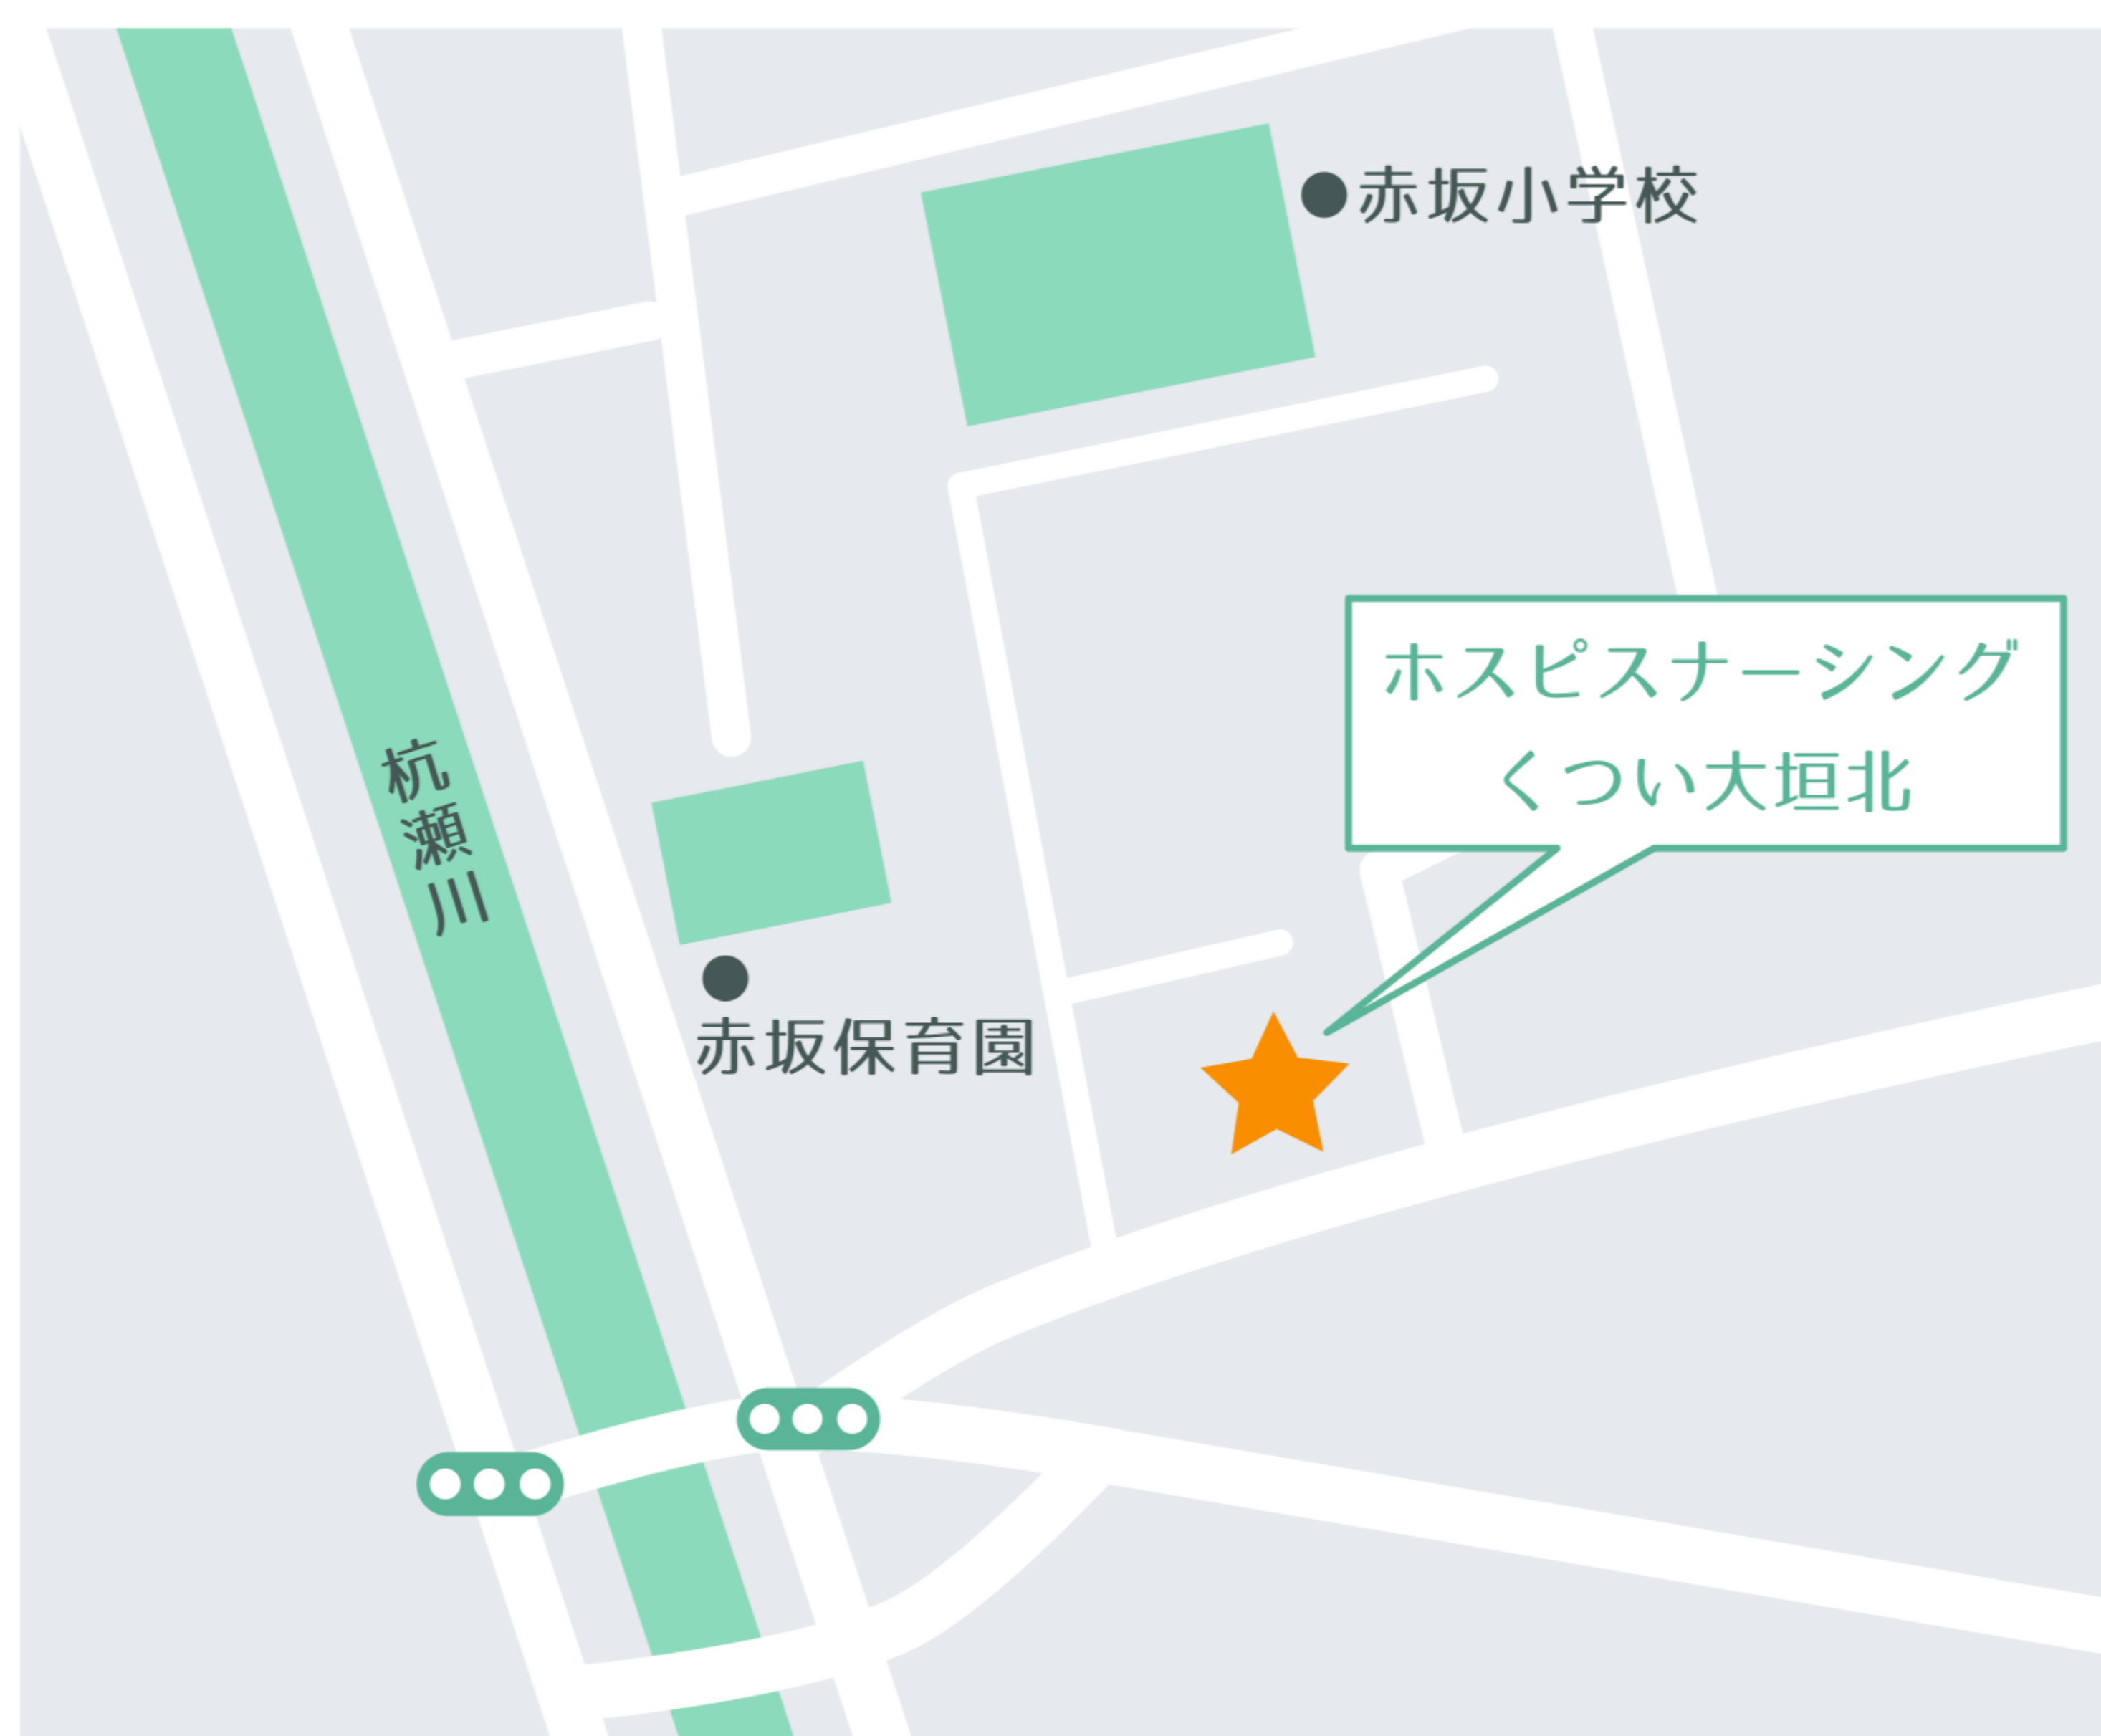 赤坂小学校
ホスピスナーシング
くつい大垣北
杭瀬川
赤坂保育園